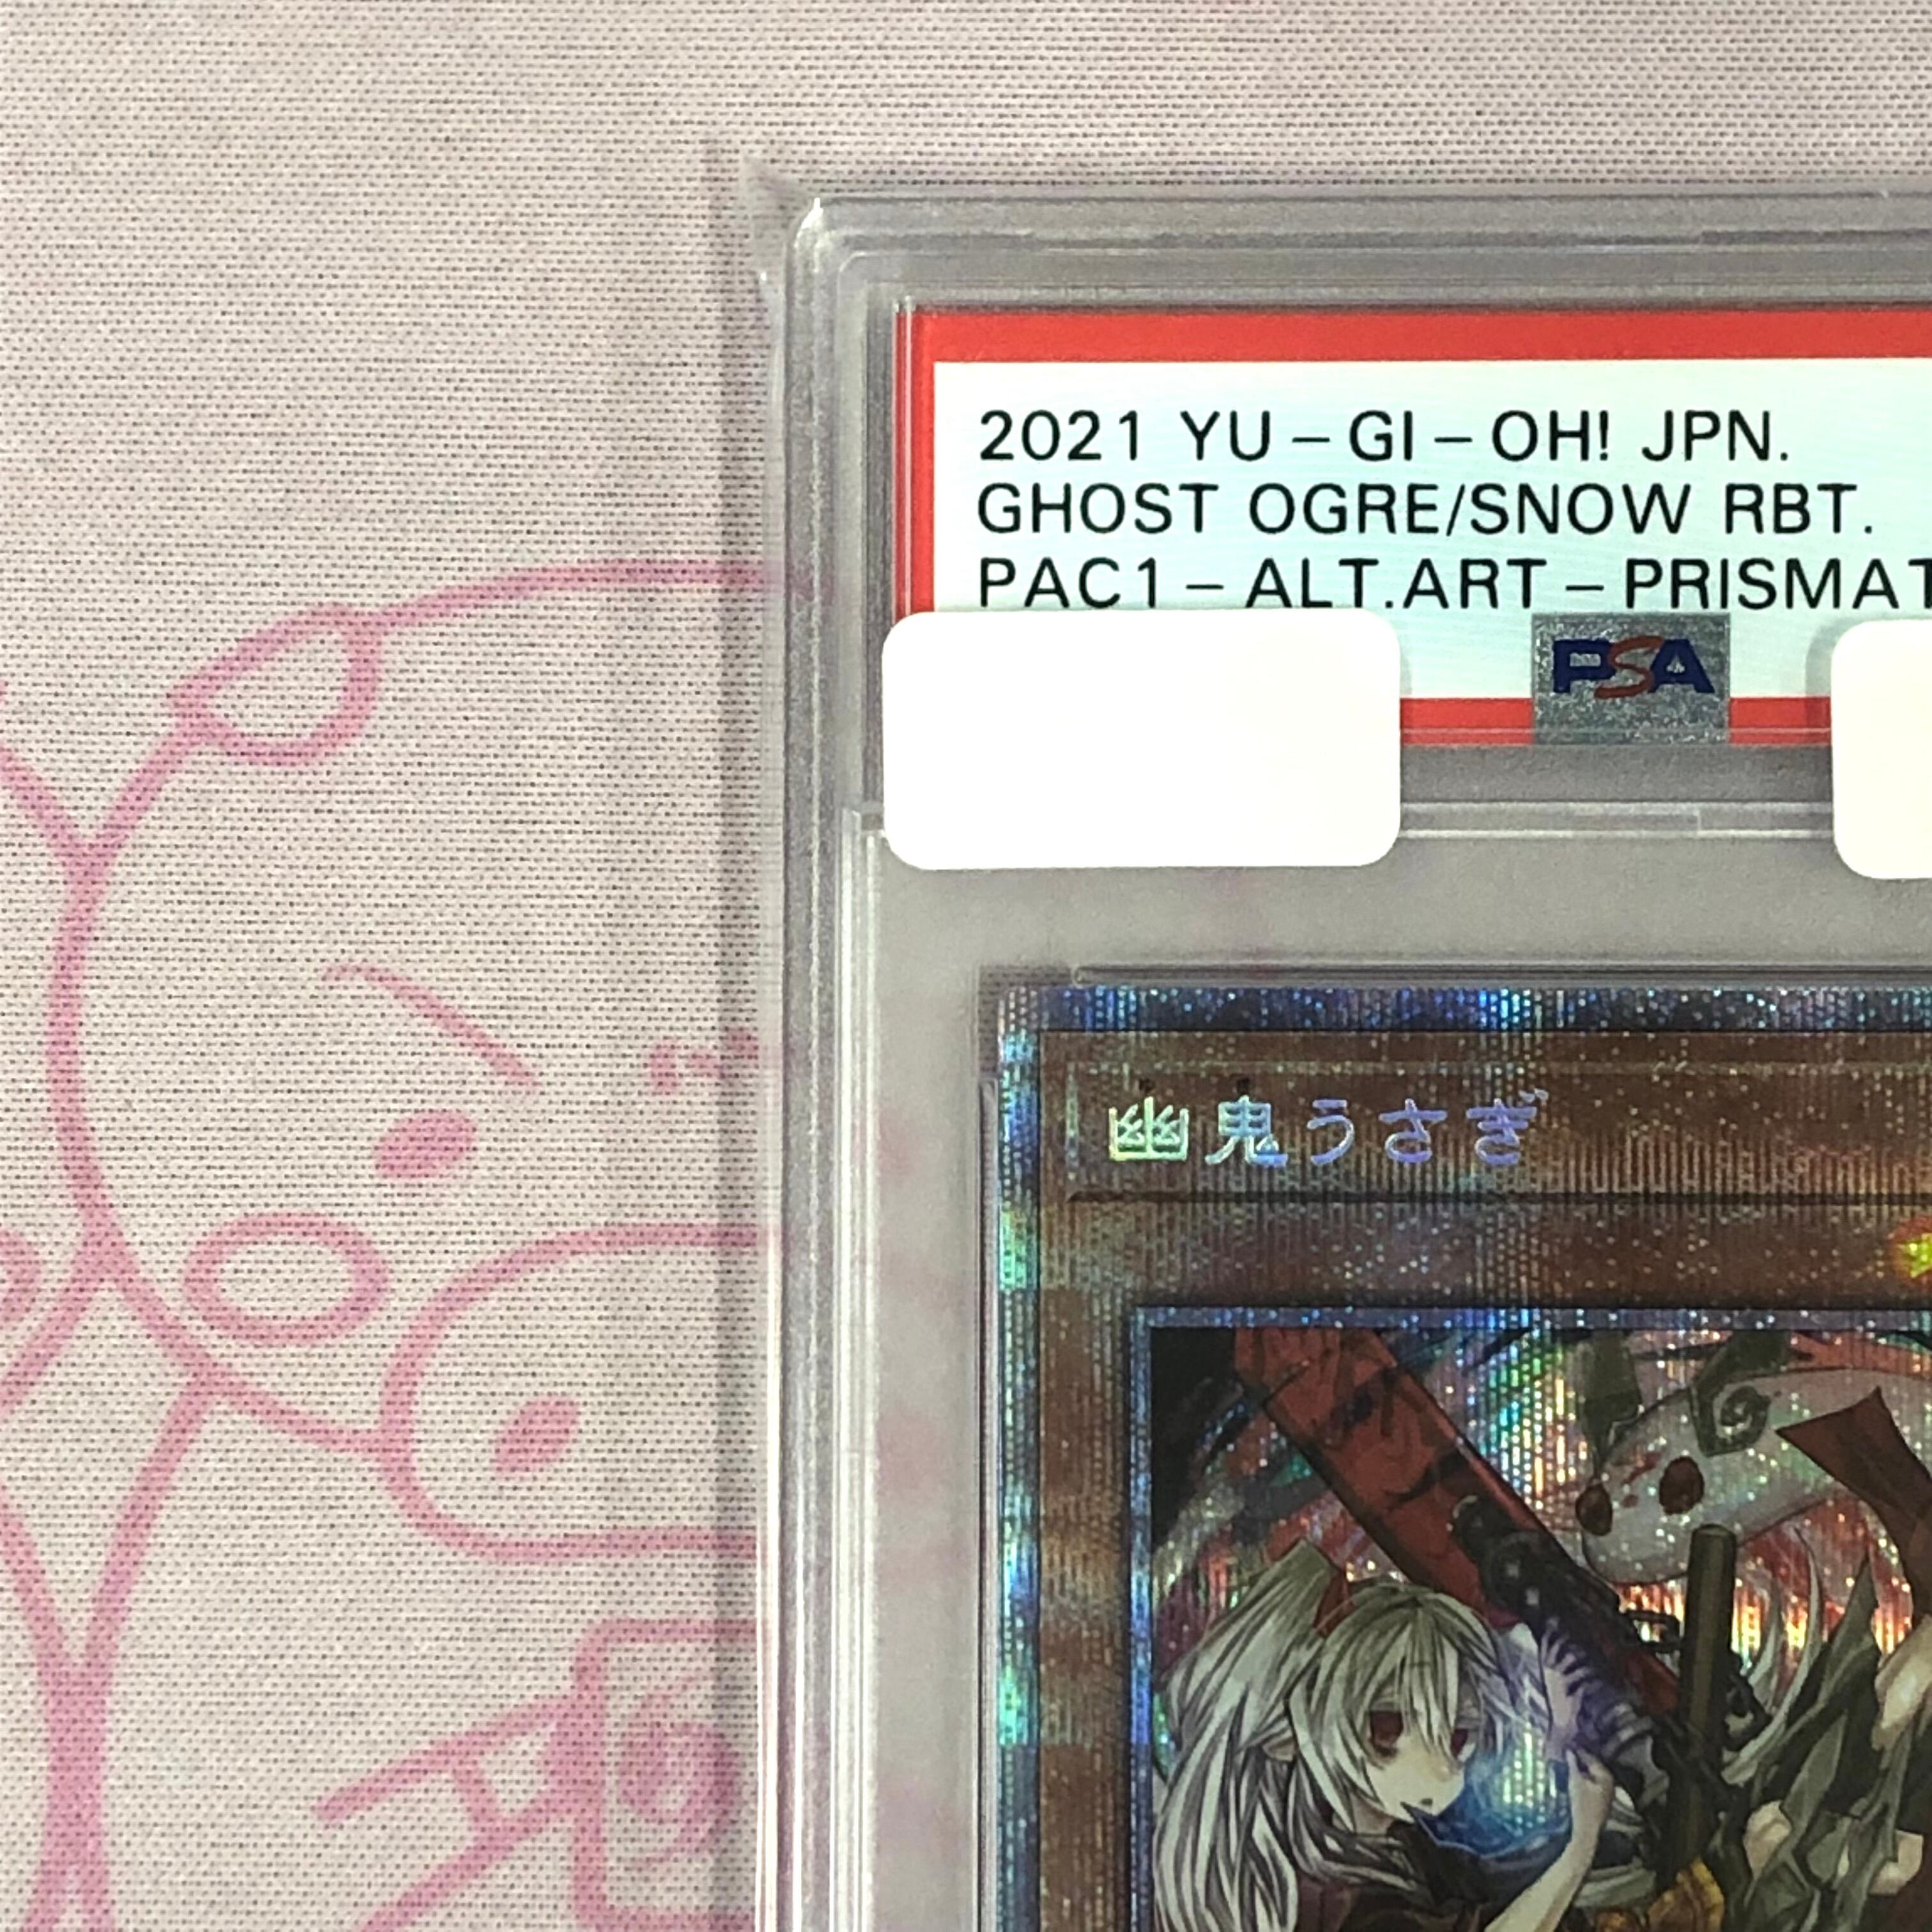 2021 YU-GI-OH! JPN.
GHOST OGRE/SNOW RBT.
PAC1-ALT.ART-PRISMAT
PSA
幽鬼うさぎ